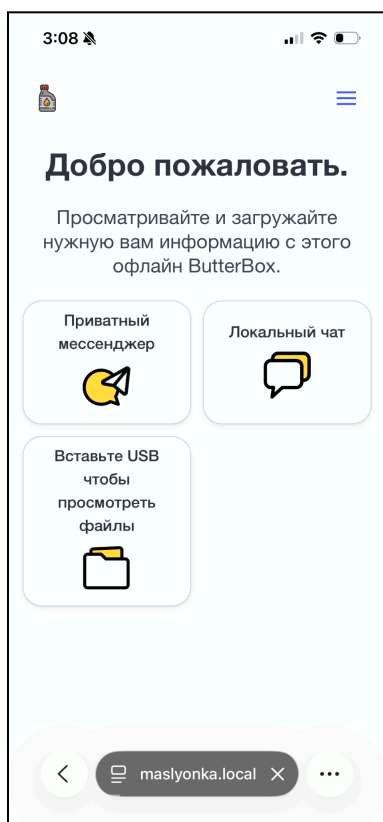 3:08
Добро пожаловать.
Просматривайте и загружайте
нужную вам информацию с этого
офлайн ButterBox.
Приватный
мессенджер
Локальный чат
Вставьте USB
чтобы
просмотреть
файлы
maslyonka.local